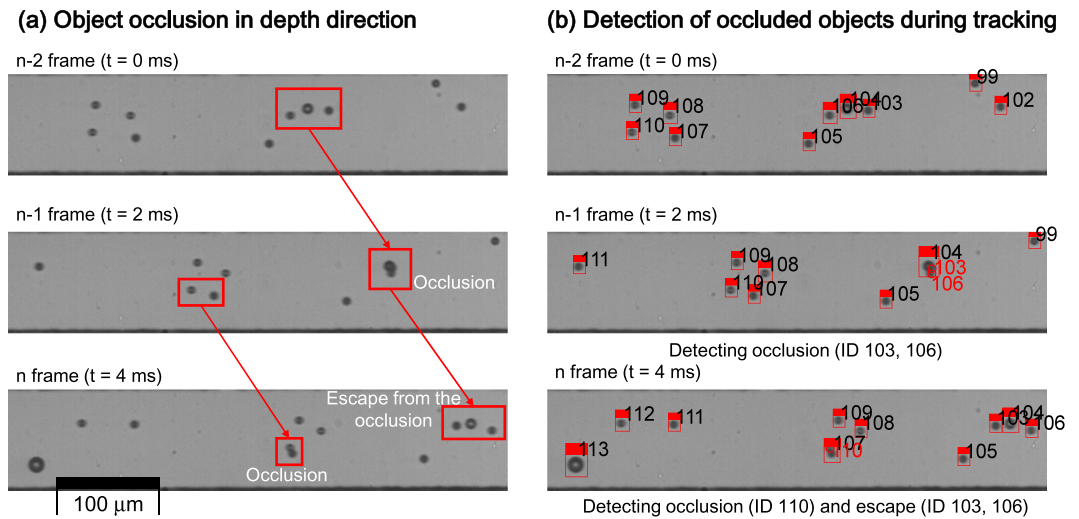 (a) Object occlusion in depth direction
n-2 frame (t = 0 ms)
n-1 frame (t = 2 ms)
Occlusion
n frame (t = 4 ms)
Escape from the
occlusion
Occlusion
100 μm
(b) Detection of occluded objects during tracking
n-2 frame (t = 0 ms)
99
109
108
106
104
103
102
110
107
105
n-1 frame (t = 2 ms)
99
111
109
108
104
103
106
110
107
105
Detecting occlusion (ID 103, 106)
n frame (t = 4 ms)
112
111
109
108
103
104
106
113
107
110
105
Detecting occlusion (ID 110) and escape (ID 103, 106)